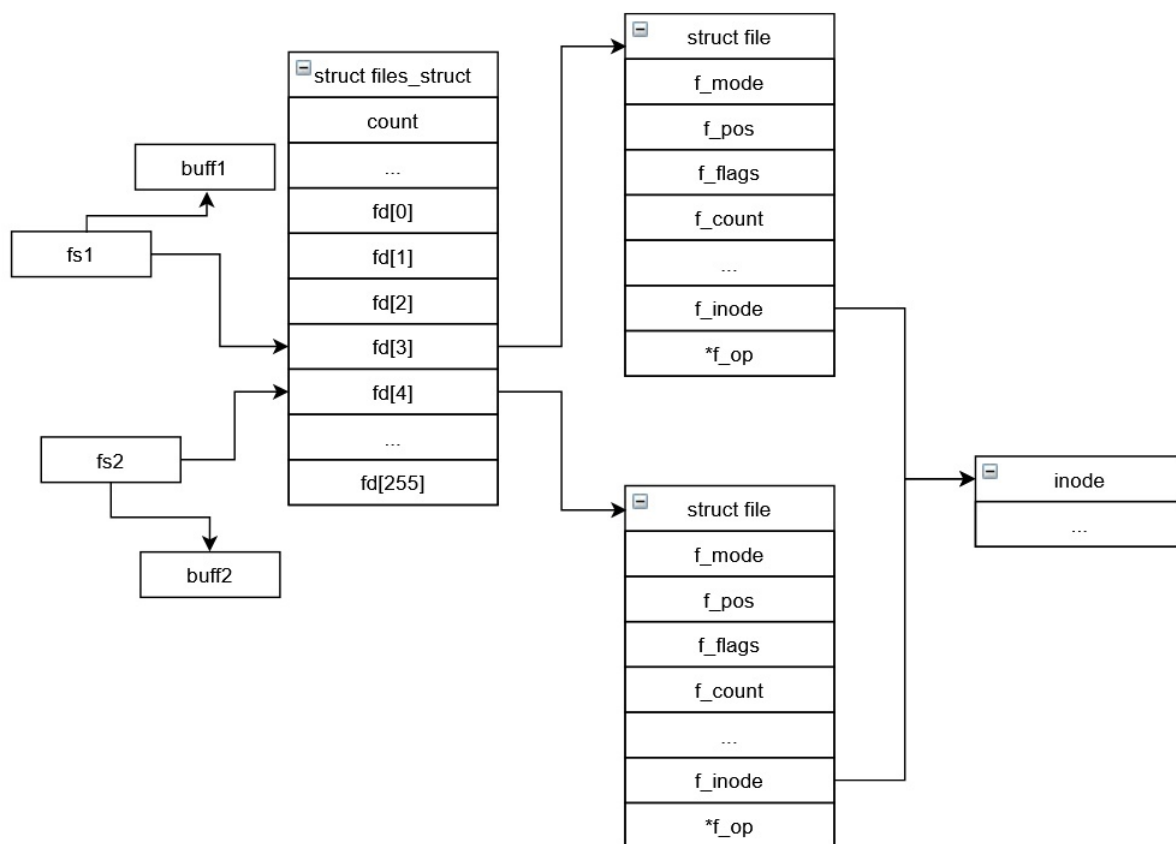 buff1
fs1
fs2
buff2
struct files_struct
count
...
fd[0]
fd[1]
fd[2]
fd[3]
fd[4]
...
fd[255]
struct file
f_mode
f_pos
f_flags
f_count
...
f_inode
*f_op
struct file
f_mode
f_pos
f_flags
f_count
...
f_inode
*f_op
inode
...